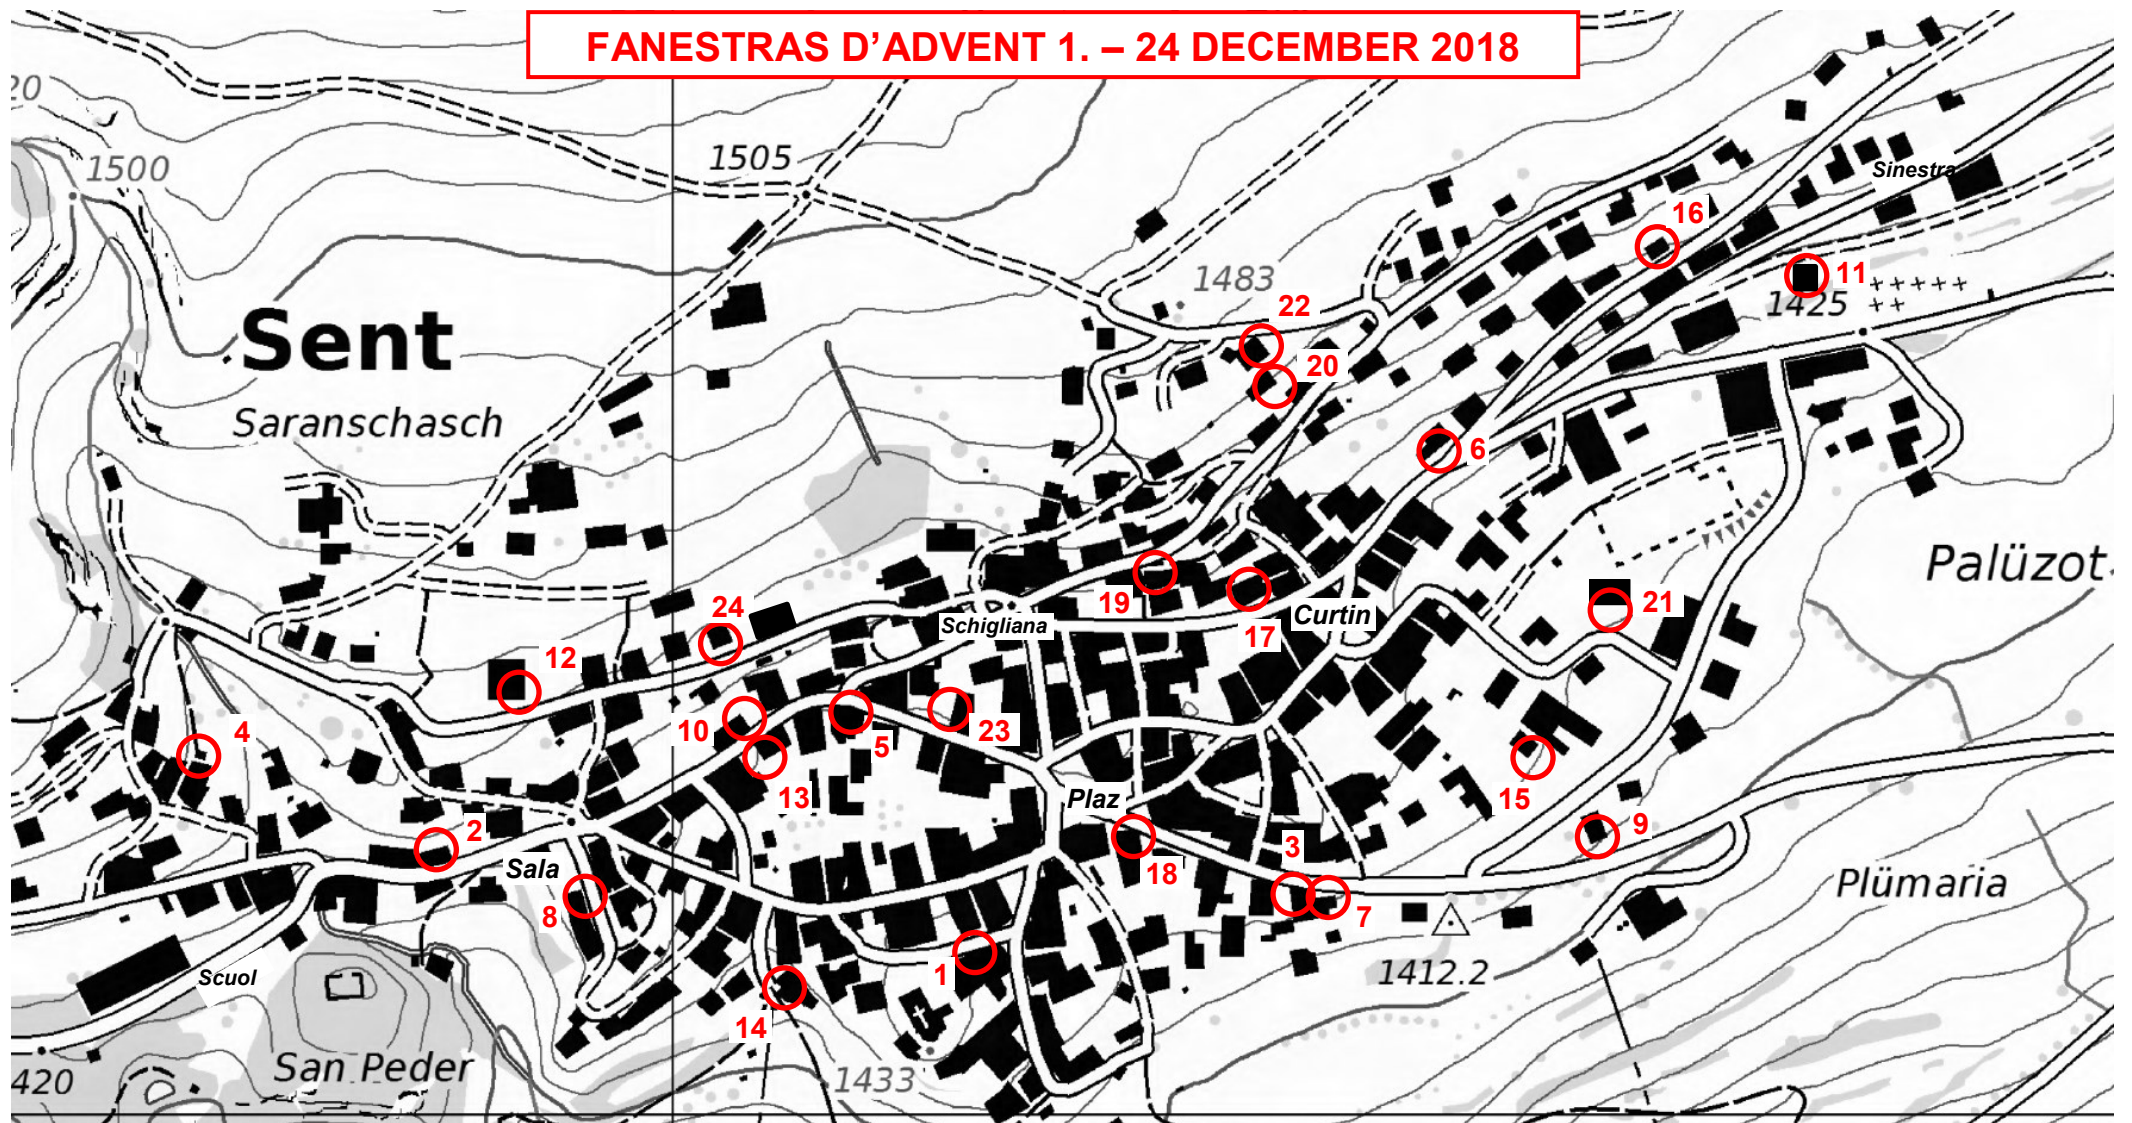 FANESTRAS D’ADVENT 1. – 24 DECEMBER 2018
20
1500
1505
Sinestra
16
1483
11
1425
22
Sent
20
Saranschasch
6
Palüzot
19
24
21
Schigliana
Curtin
17
12
4
10
23
5
13
Plaz
15
2
9
3
Sala
18
Plümaria
8
7
1
1412.2
Scuol
14
San Peder
1433
420